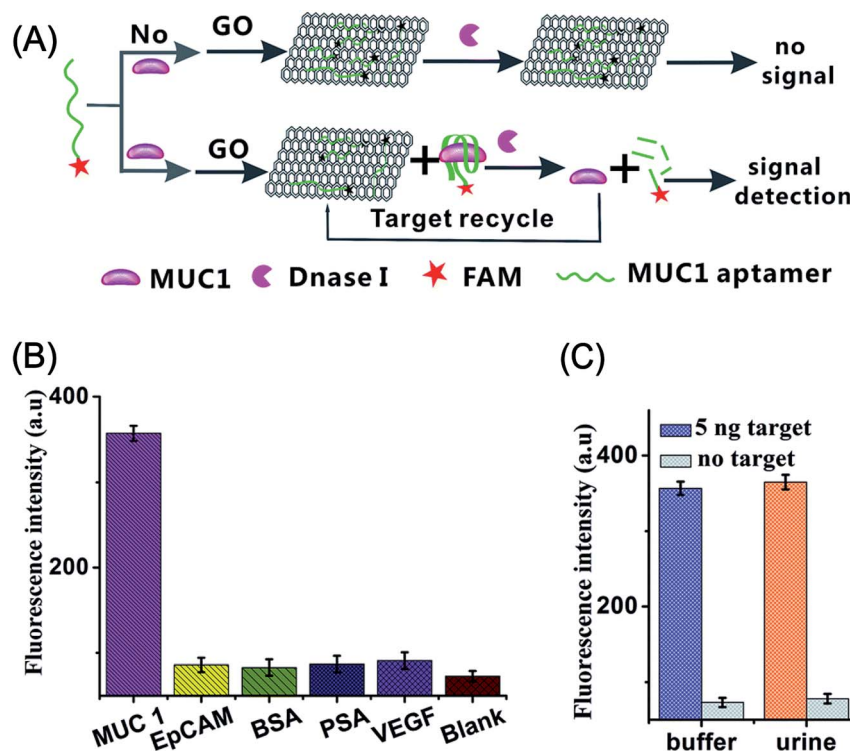 (A)
No
GO
no
signal
GO
signal
detection
Target recycle
MUC1
Dnase I
FAM
MUC1 aptamer
(B)
Fluorescence intensity (a.u)
400
200
MUC 1
EpCAM
BSA
PSA
VEGF
Blank
(C)
Fluorescence intensity (a.u)
5 ng target
no target
400
200
buffer
urine